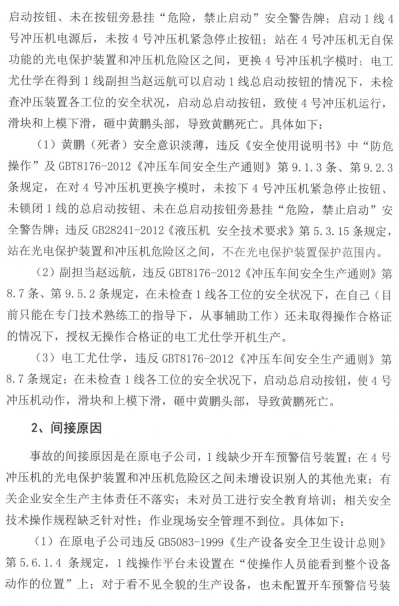 启动按钮、未在按钮旁悬挂“危险，禁止启动”安全警告牌；启动1线4
号冲压机电源后，未按4号冲压机紧急停止按钮；站在4号冲压机无自保
功能的光电保护装置和冲压机危险区之间，更换4号冲压机字模时；电工
尤仕学在得到1线副担当赵远航可以启动1线总启动按钮的情况下，未检
查冲压装置各工位的安全状况，启动总启动按钮，致使4号冲压机运行，
滑块和上模下滑，砸中黄鹏头部，导致黄鹏死亡。具体如下：
（1）黄鹏（死者）安全意识淡薄，违反《安全使用说明书》中“防危
操作”及GBT8176-2012《冲压车间安全生产通则》第9.1.3条、第9.2.3
条规定，在对4号冲压机更换字模时，未按下4号冲压机紧急停止按钮、
未锁闭1线的总启动按钮、未在总启动按钮旁悬挂“危险，禁止启动”安
全警告牌；违反GB28241-2012《液压机 安全技术要求》第5.3.15条规定，
站在光电保护装置和冲压机危险区之间，不在光电保护装置保护范围内。
（2）副担当赵远航，违反GBT8176-2012《冲压车间安全生产通则》第
8.7条、第9.5.2条规定，在未检查1线各工位的安全状况下，在自己（目
前只能在专门技术熟练工的指导下，从事辅助工作）还未取得操作合格证
的情况下，授权无操作合格证的电工尤仕学开机生产。
（3）电工尤仕学，违反GBT8176-2012《冲压车间安全生产通则》第
8.7条规定；在未检查1线各工位的安全状况下，启动总启动按钮，使4号
冲压机动作，滑块和上模下滑，砸中黄鹏头部，导致黄鹏死亡。
2、间接原因
事故的间接原因是在原电子公司，1线缺少开车预警信号装置；在4号
冲压机的光电保护装置和冲压机危险区之间未增设识别人的其他光束；有
关企业安全生产主体责任不落实；未对员工进行安全教育培训；相关安全
技术操作规程缺乏针对性；作业现场安全管理不到位。具体如下：
（1）在原电子公司违反GB5083-1999《生产设备安全卫生设计总则》
第5.6.1.4 条规定，1线操作平台未设置在“使操作人员能看到整个设备
动作的位置”上；对于看不见全貌的生产设备，也未配置开车预警信号装